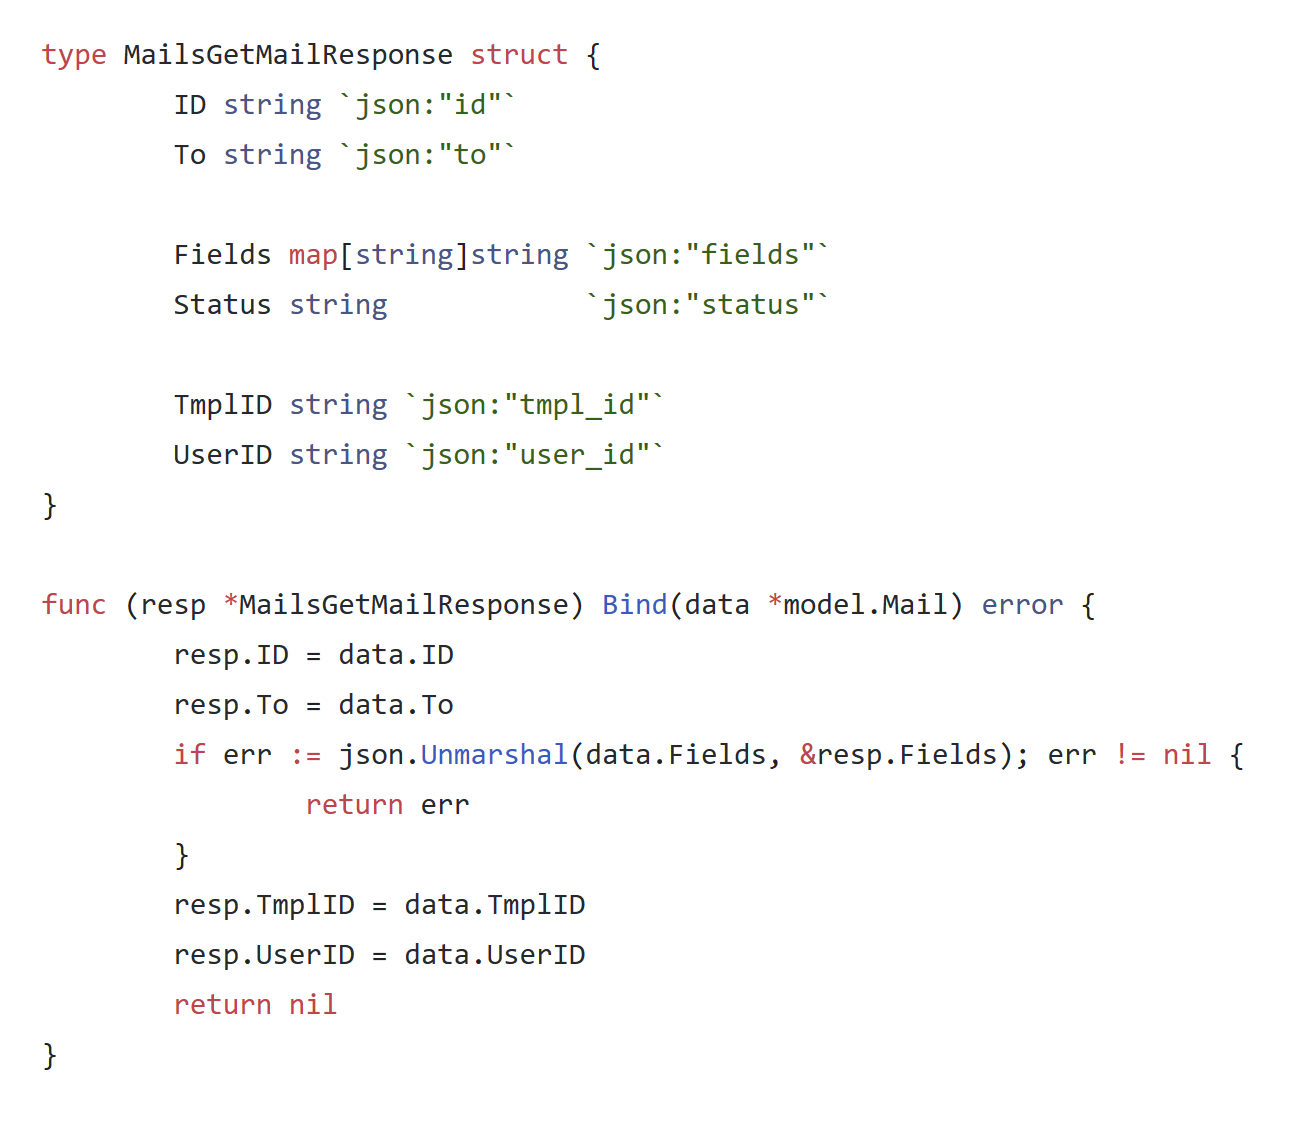 type MailsGetMailResponse struct {
        ID string `json:"id"`
        To string `json:"to"`

        Fields map[string]string `json:"fields"`
        Status string            `json:"status"`

        TmplID string `json:"tmpl_id"`
        UserID string `json:"user_id"`
}

func (resp *MailsGetMailResponse) Bind(data *model.Mail) error {
        resp.ID = data.ID
        resp.To = data.To
        if err := json.Unmarshal(data.Fields, &resp.Fields); err != nil {
                return err
        }
        resp.TmplID = data.TmplID
        resp.UserID = data.UserID
        return nil
}